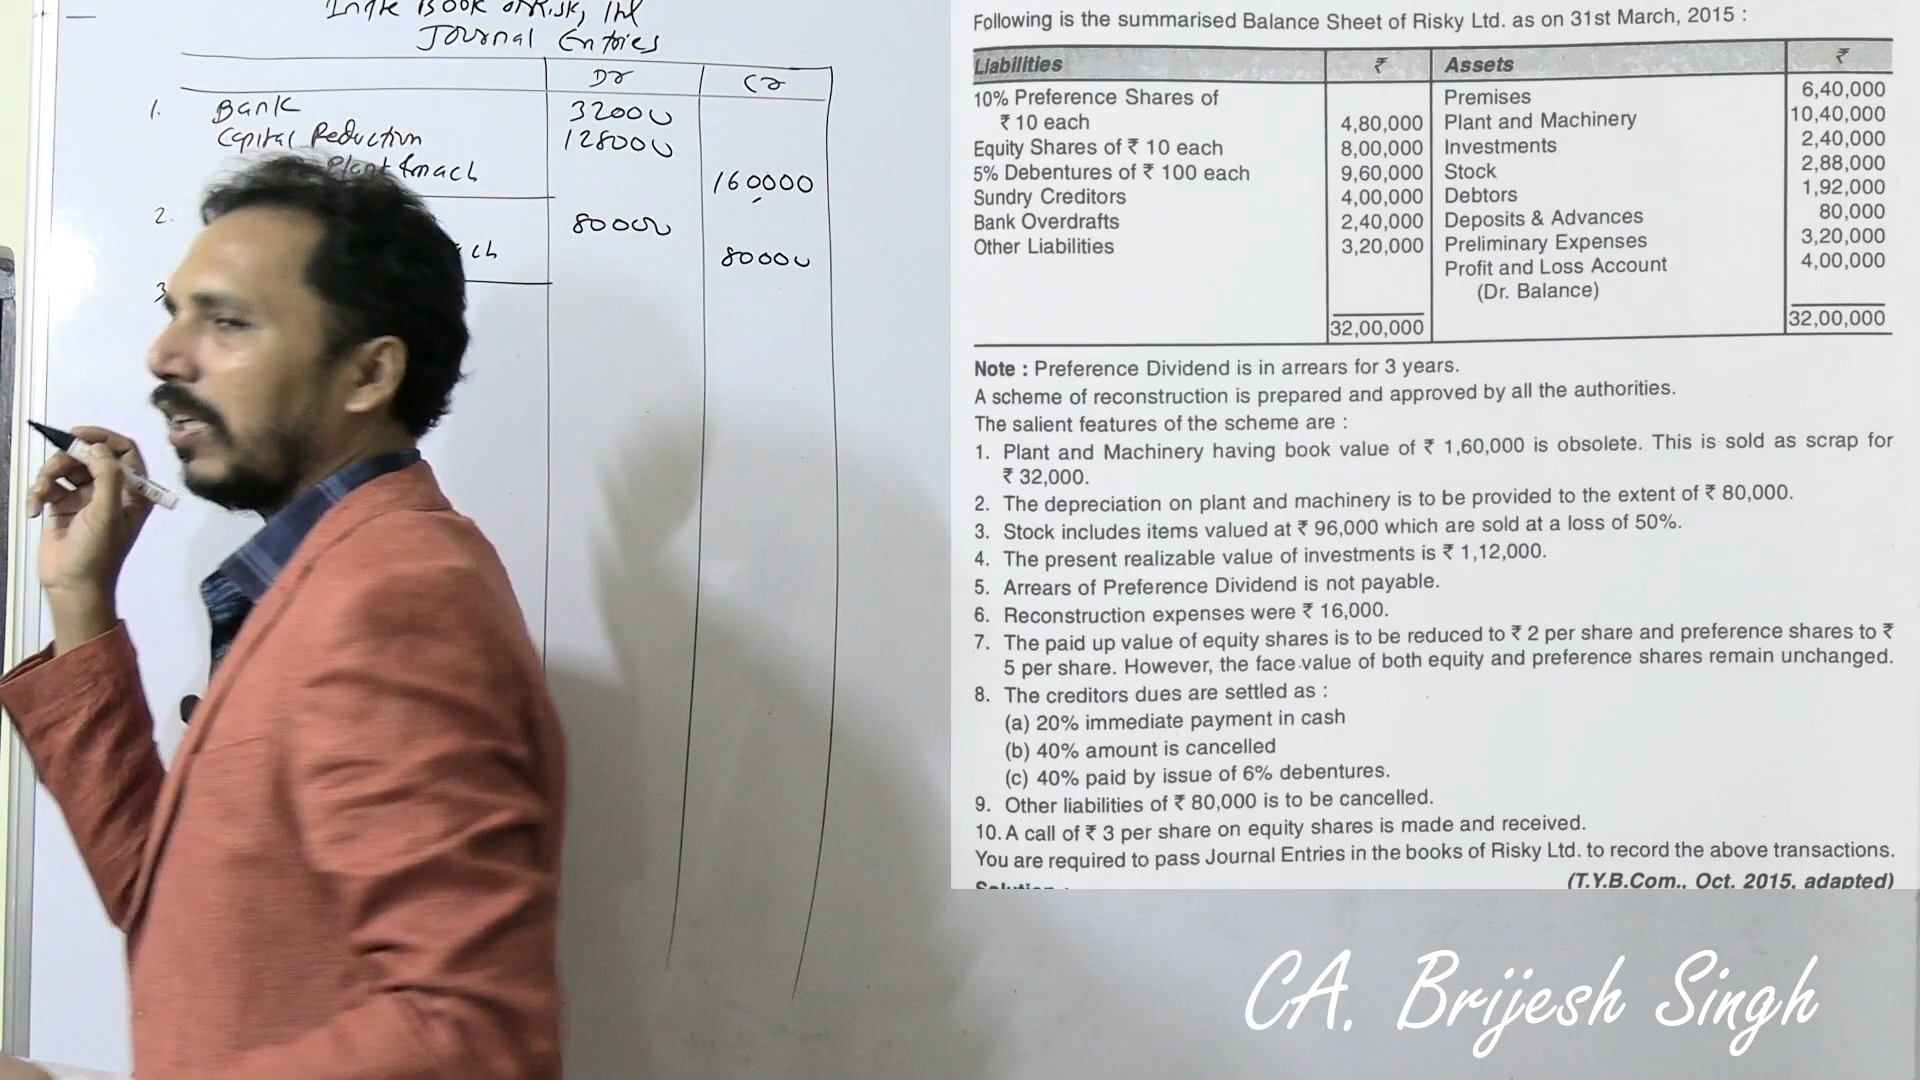 In the Book of Risky Ltd
Journal Entries
Dr Cr
1. Bank 32000
Capital Reduction 128000
Plant & mach 160000
2. 80000
ch 80000
3
Following is the summarised Balance Sheet of Risky Ltd. as on 31st March, 2015 :
Liabilities ₹ Assets ₹
10% Preference Shares of Premises 6,40,000
₹ 10 each 4,80,000 Plant and Machinery 10,40,000
Equity Shares of ₹ 10 each 8,00,000 Investments 2,40,000
5% Debentures of ₹ 100 each 9,60,000 Stock 2,88,000
Sundry Creditors 4,00,000 Debtors 1,92,000
Bank Overdrafts 2,40,000 Deposits & Advances 80,000
Other Liabilities 3,20,000 Preliminary Expenses 3,20,000
Profit and Loss Account 4,00,000
(Dr. Balance)
32,00,000 32,00,000
Note : Preference Dividend is in arrears for 3 years.
A scheme of reconstruction is prepared and approved by all the authorities.
The salient features of the scheme are :
1. Plant and Machinery having book value of ₹ 1,60,000 is obsolete. This is sold as scrap for
₹ 32,000.
2. The depreciation on plant and machinery is to be provided to the extent of ₹ 80,000.
3. Stock includes items valued at ₹ 96,000 which are sold at a loss of 50%.
4. The present realizable value of investments is ₹ 1,12,000.
5. Arrears of Preference Dividend is not payable.
6. Reconstruction expenses were ₹ 16,000.
7. The paid up value of equity shares is to be reduced to ₹ 2 per share and preference shares to ₹
5 per share. However, the face value of both equity and preference shares remain unchanged.
8. The creditors dues are settled as :
(a) 20% immediate payment in cash
(b) 40% amount is cancelled
(c) 40% paid by issue of 6% debentures.
9. Other liabilities of ₹ 80,000 is to be cancelled.
10. A call of ₹ 3 per share on equity shares is made and received.
You are required to pass Journal Entries in the books of Risky Ltd. to record the above transactions.
(T.Y.B.Com., Oct. 2015, adapted)
Solution :
CA. Brijesh Singh